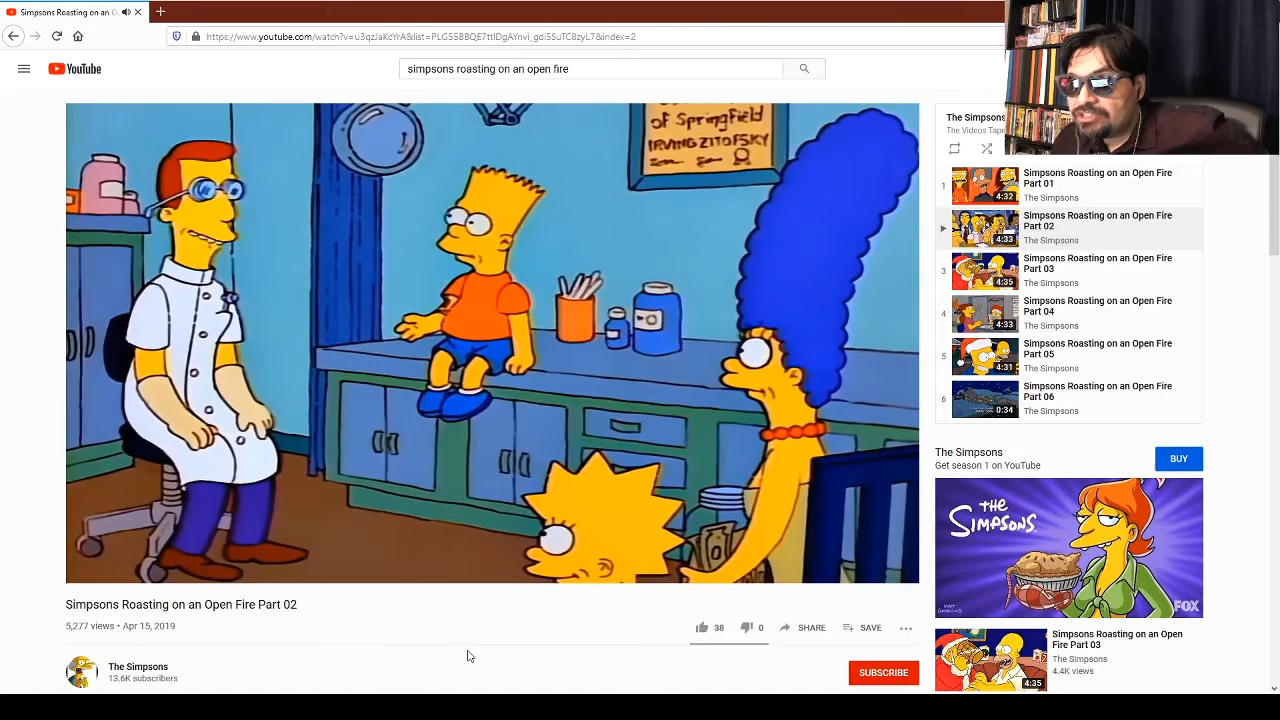 Simpsons Roasting on an O
https://www.youtube.com/watch?v=u3qzJaKcYrA&list=PLG55BBQE7ttIDgAYnvi_gdi5SuTC8zyL7&index=2
YouTube
simpsons roasting on an open fire
of Springfield
IRVING ZITOFSKY
The Simpsons
The Videos Tape
1
Simpsons Roasting on an Open Fire
Part 01
The Simpsons
4:32
Simpsons Roasting on an Open Fire
Part 02
The Simpsons
4:33
3
Simpsons Roasting on an Open Fire
Part 03
The Simpsons
4:35
4
Simpsons Roasting on an Open Fire
Part 04
The Simpsons
4:33
5
Simpsons Roasting on an Open Fire
Part 05
The Simpsons
4:31
6
Simpsons Roasting on an Open Fire
Part 06
The Simpsons
0:34
The Simpsons
Get season 1 on YouTube
BUY
THE
SIMPSONS
FOX
Simpsons Roasting on an Open Fire Part 02
5,277 views • Apr 15, 2019
38
0
SHARE
SAVE
The Simpsons
13.6K subscribers
SUBSCRIBE
Simpsons Roasting on an Open
Fire Part 03
The Simpsons
4.4K views
4:35